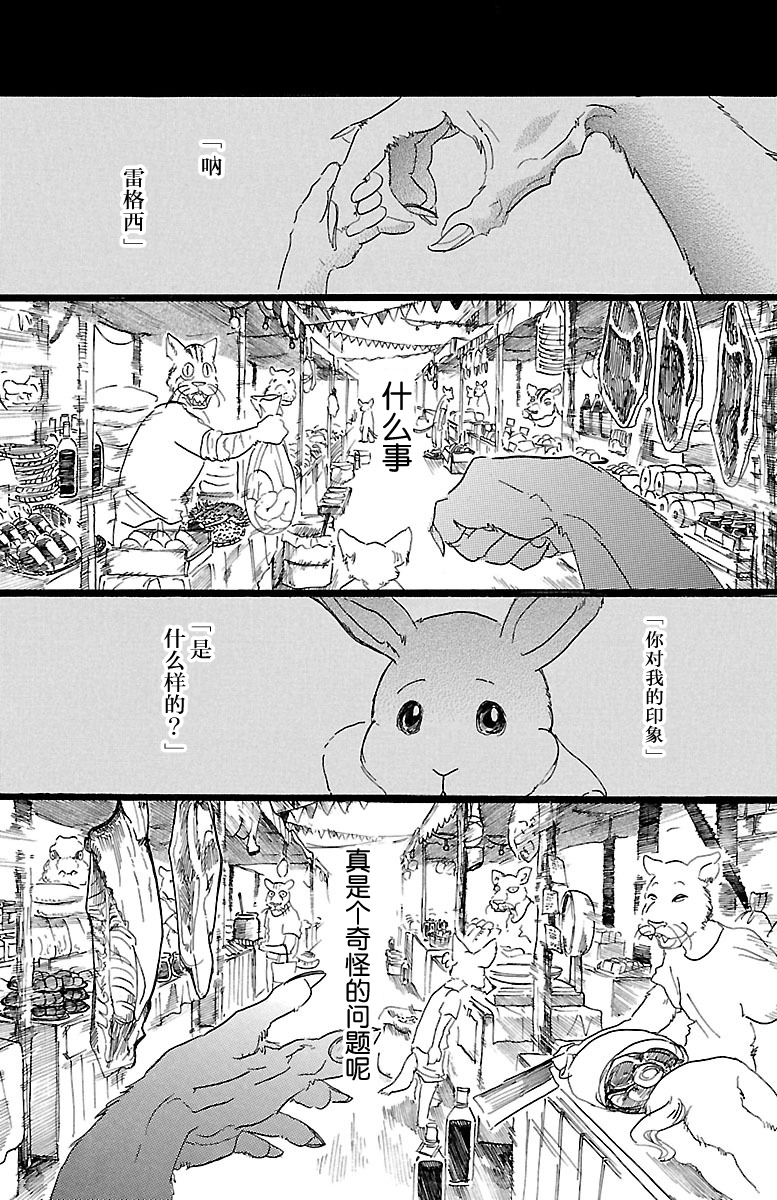 「呐
雷格西」
什么事
「你对我的印象」
「是
什么样的？」
真是个奇怪的问题呢